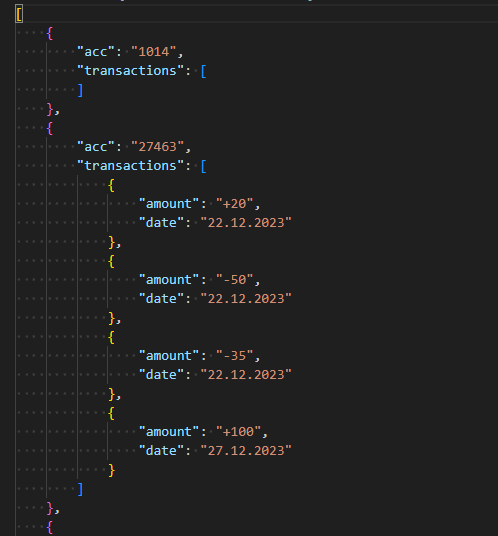 [
    {
        "acc": "1014",
        "transactions": [
        ]
    },
    {
        "acc": "27463",
        "transactions": [
            {
                "amount": "+20",
                "date": "22.12.2023"
            },
            {
                "amount": "-50",
                "date": "22.12.2023"
            },
            {
                "amount": "-35",
                "date": "22.12.2023"
            },
            {
                "amount": "+100",
                "date": "27.12.2023"
            }
        ]
    },
    {